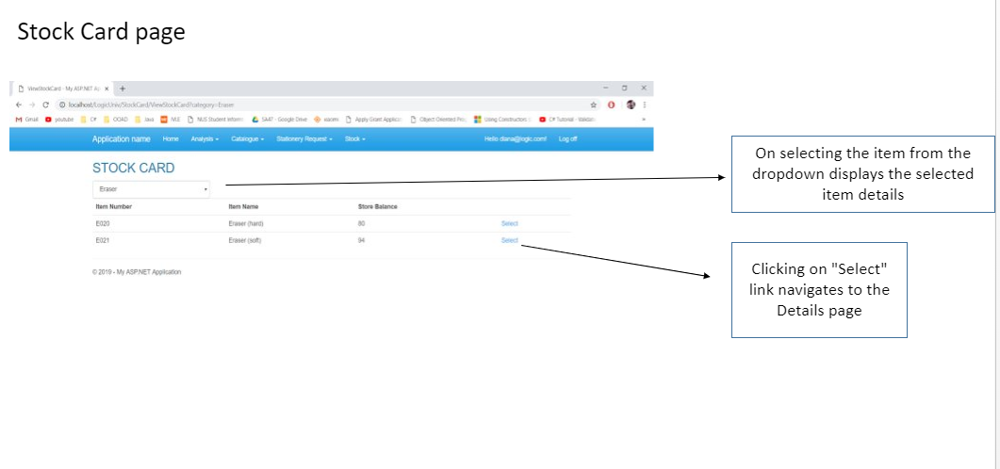 Stock Card page
ViewStockCard - My ASP.NET Ap
localhost/LogicUniv/StockCard/ViewStockCard?category=Eraser
Gmail youtube C# OOAD Java NLE NUS Student Inform SA47 - Google Drive xiaomi Apply Grant Applica Object Oriented Pro Using Constructors C# Tutorial - Validati »
Application name Home Analysis Catalogue Stationery Request Stock Hello diana@logic.com! Log off
STOCK CARD
Eraser
Item Number Item Name Store Balance
E020 Eraser (hard) 80 Select
E021 Eraser (soft) 94 Select
© 2019 - My ASP.NET Application
On selecting the item from the
dropdown displays the selected
item details
Clicking on "Select"
link navigates to the
Details page